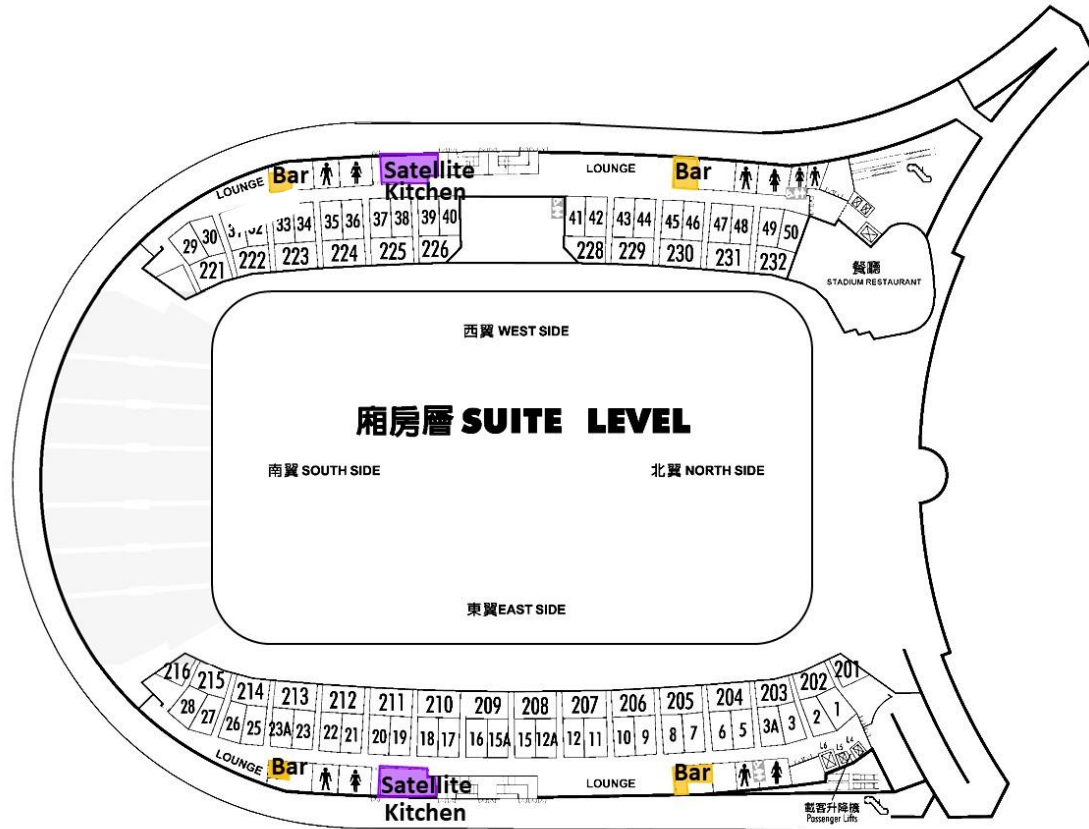 LOUNGE
Bar
Satellite
Kitchen
LOUNGE
Bar
29 30 32 33 34 35 36 37 38 39 40
41 42 43 44 45 46 47 48 49 50
221 222 223 224 225 226
228 229 230 231 232
餐廳
STADIUM RESTAURANT
西翼 WEST SIDE
廂房層 SUITE LEVEL
南翼 SOUTH SIDE
北翼 NORTH SIDE
東翼EAST SIDE
216 215 214 213 212 211 210 209 208 207 206 205 204 203 202 201
28 27 26 25 23A 23 22 21 20 19 18 17 16 15A 15 12A 12 11 10 9 8 7 6 5 3A 3 2 1
LOUNGE
Bar
Satellite
Kitchen
LOUNGE
Bar
L6 L5 L4
載客升降機
Passenger Lifts